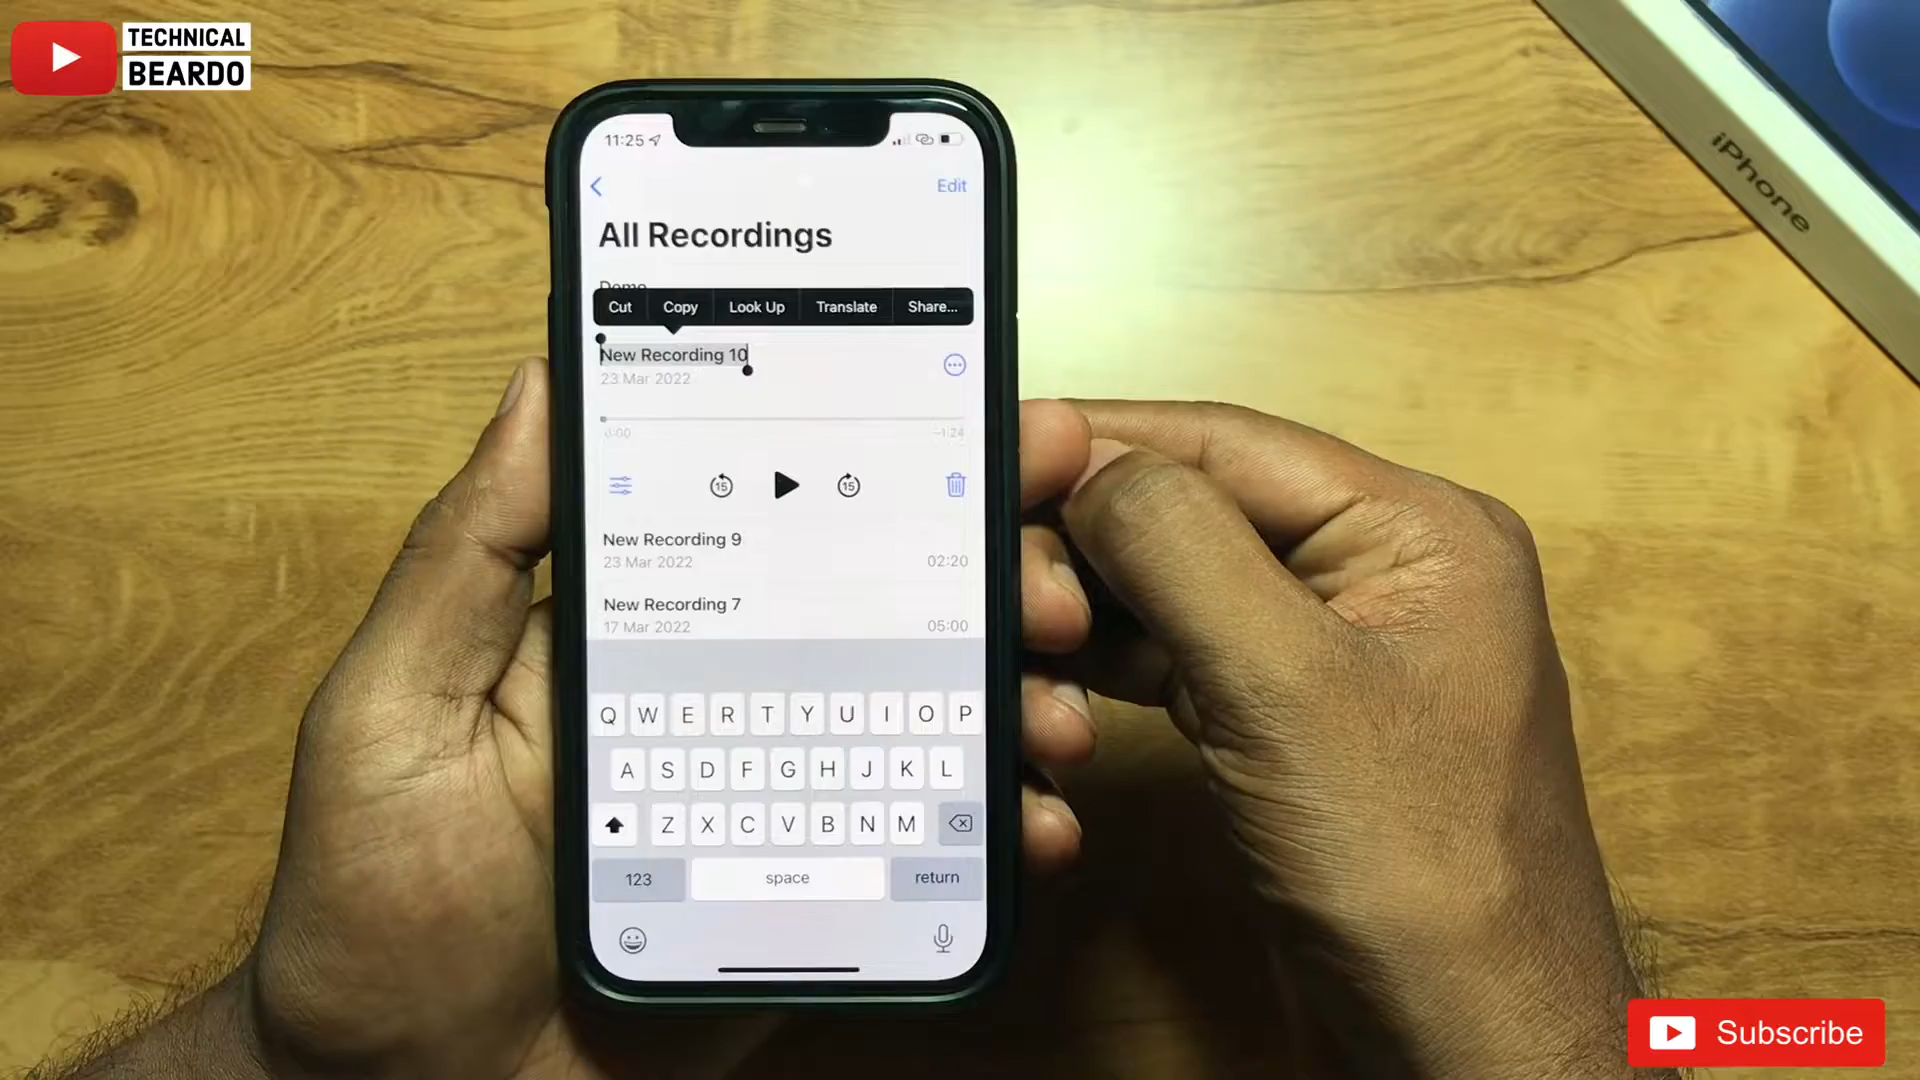 TECHNICAL
BEARDO
iPhone
11:25
Edit
All Recordings
Demo
Cut Copy Look Up Translate Share...
New Recording 10
23 Mar 2022
0:00 -1:24
15 15
New Recording 9
23 Mar 2022 02:20
New Recording 7
17 Mar 2022 05:00
Q W E R T Y U I O P
A S D F G H J K L
Z X C V B N M
123 space return
Subscribe